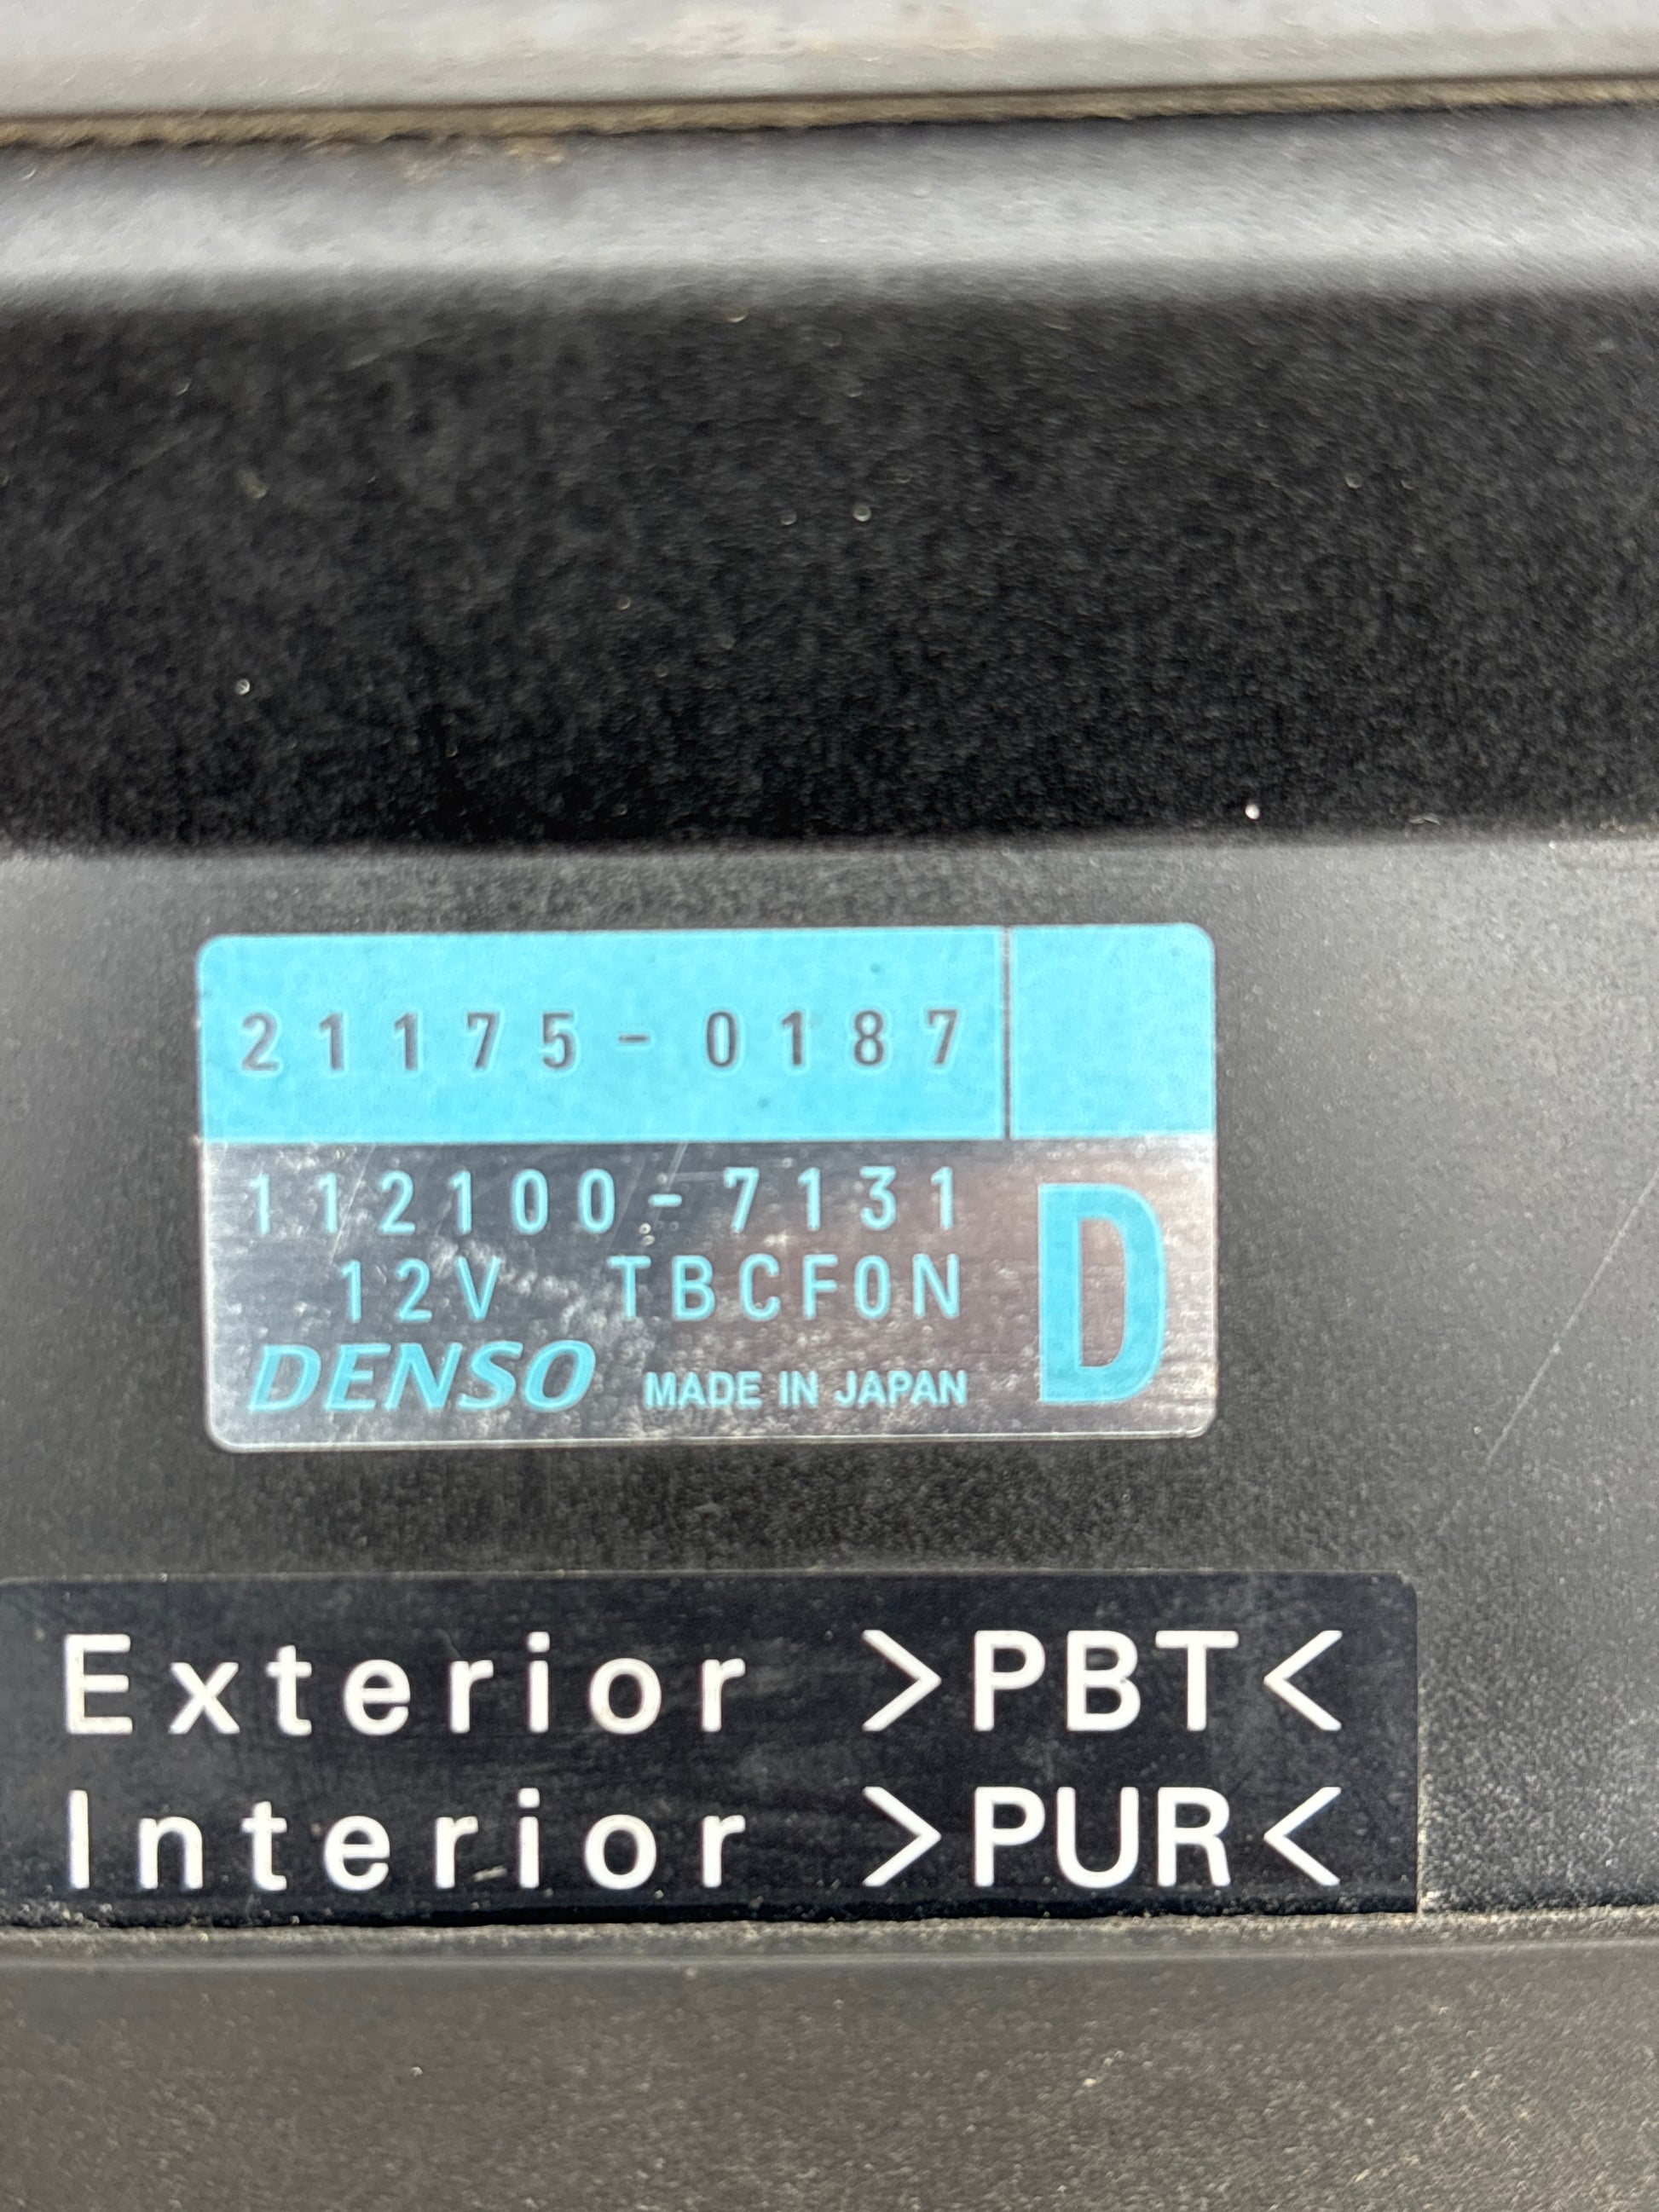 21175-0187
112100-7131
12V TBCF0N
D
DENSO MADE IN JAPAN
Exterior >PBT<
Interior >PUR<